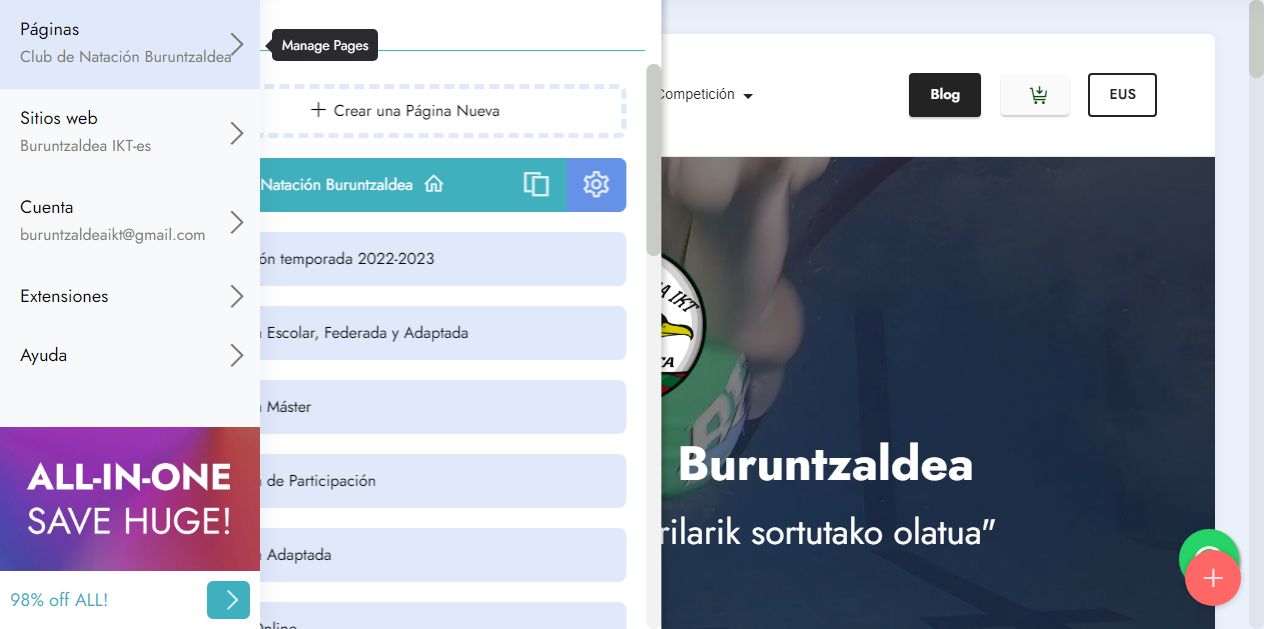 Páginas
Club de Natación Buruntzaldea
Manage Pages
Sitios web
Buruntzaldea IKT-es
Cuenta
buruntzaldeaikt@gmail.com
Extensiones
Ayuda
ALL-IN-ONE
SAVE HUGE!
98% off ALL!
+ Crear una Página Nueva
Natación Buruntzaldea
ón temporada 2022-2023
Escolar, Federada y Adaptada
Máster
de Participación
Adaptada
Online
Competición
Blog
EUS
A IKT
TA
Buruntzaldea
rilarik sortutako olatua"